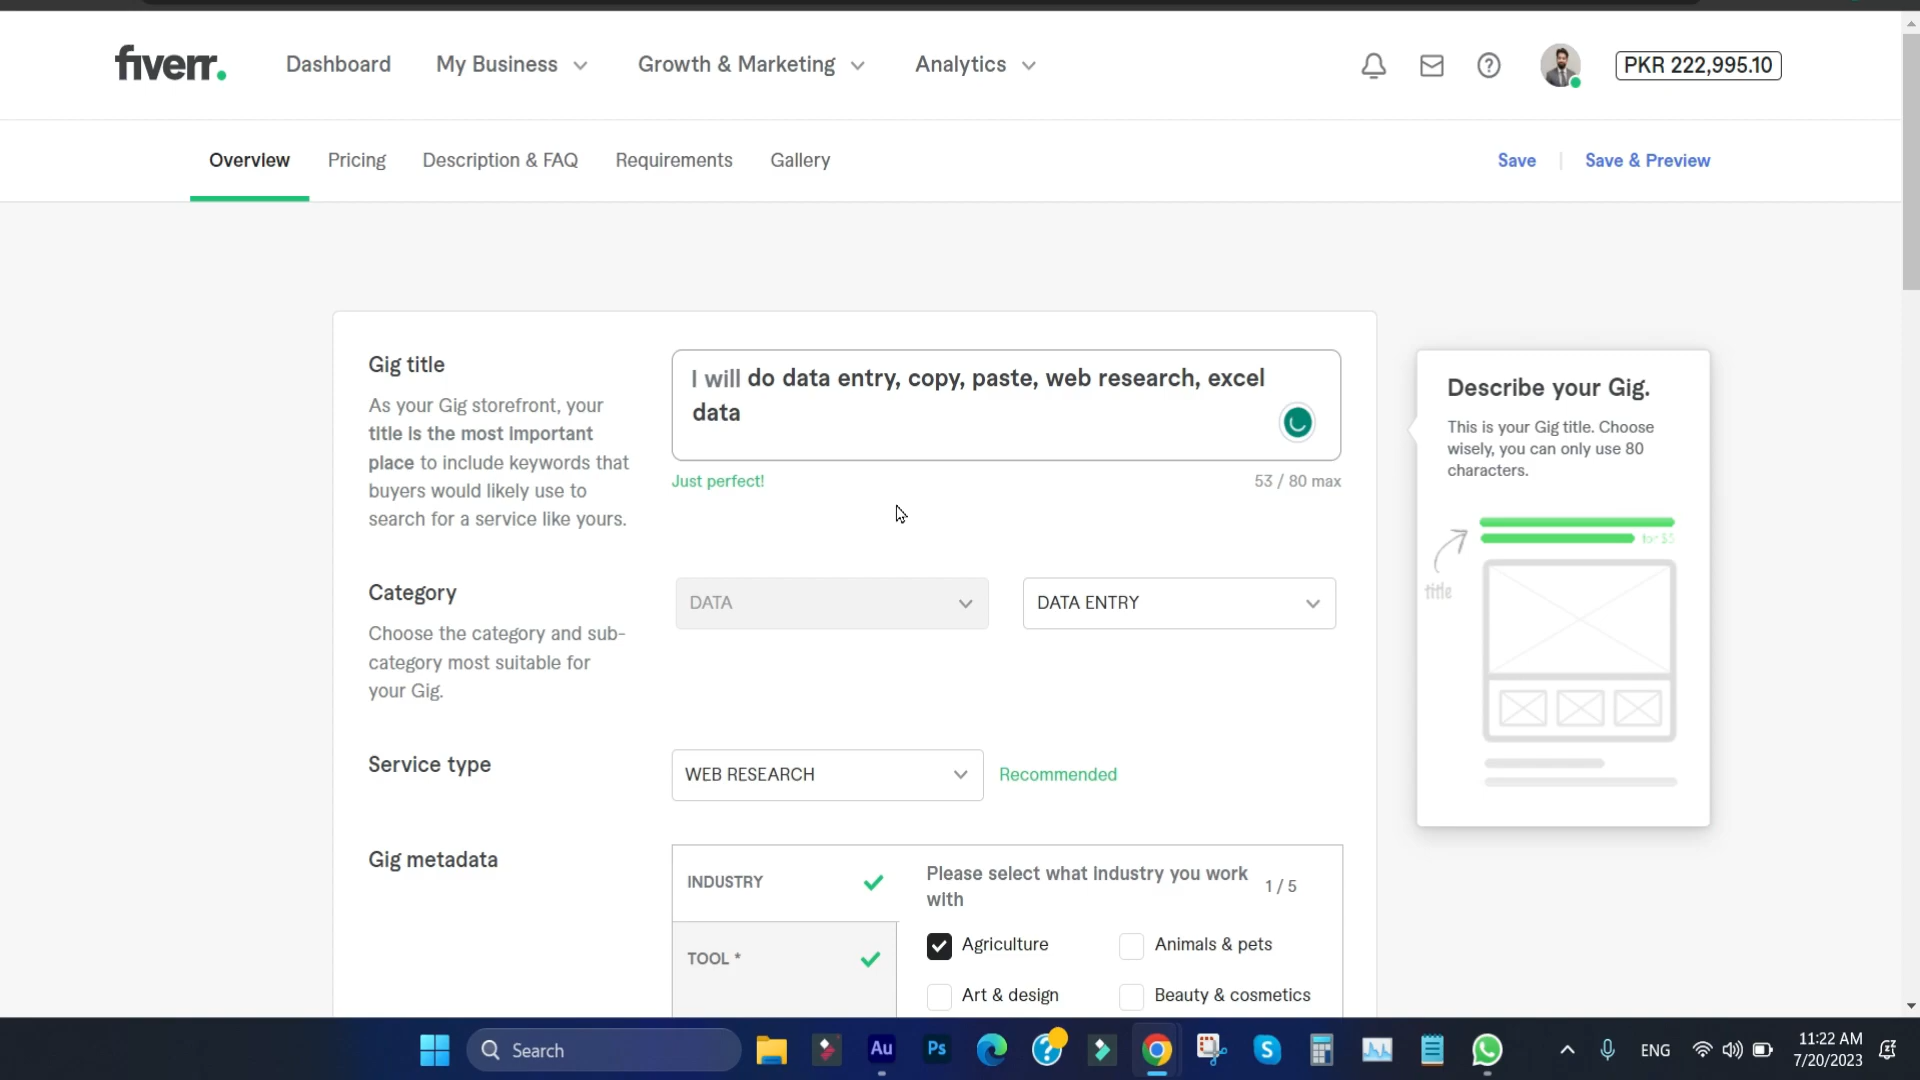 fiverr.
Dashboard
My Business
Growth & Marketing
Analytics
PKR 222,995.10
Overview
Pricing
Description & FAQ
Requirements
Gallery
Save
Save & Preview
Gig title
As your Gig storefront, your
title is the most important
place to include keywords that
buyers would likely use to
search for a service like yours.
I will do data entry, copy, paste, web research, excel
data
Just perfect!
53 / 80 max
Describe your Gig.
This is your Gig title. Choose
wisely, you can only use 80
characters.
for $5
title
Category
Choose the category and sub-
category most suitable for
your Gig.
DATA
DATA ENTRY
Service type
WEB RESEARCH
Recommended
Gig metadata
INDUSTRY
TOOL *
Please select what industry you work
with
1 / 5
Agriculture
Animals & pets
Art & design
Beauty & cosmetics
Search
Au
Ps
S
ENG
11:22 AM
7/20/2023